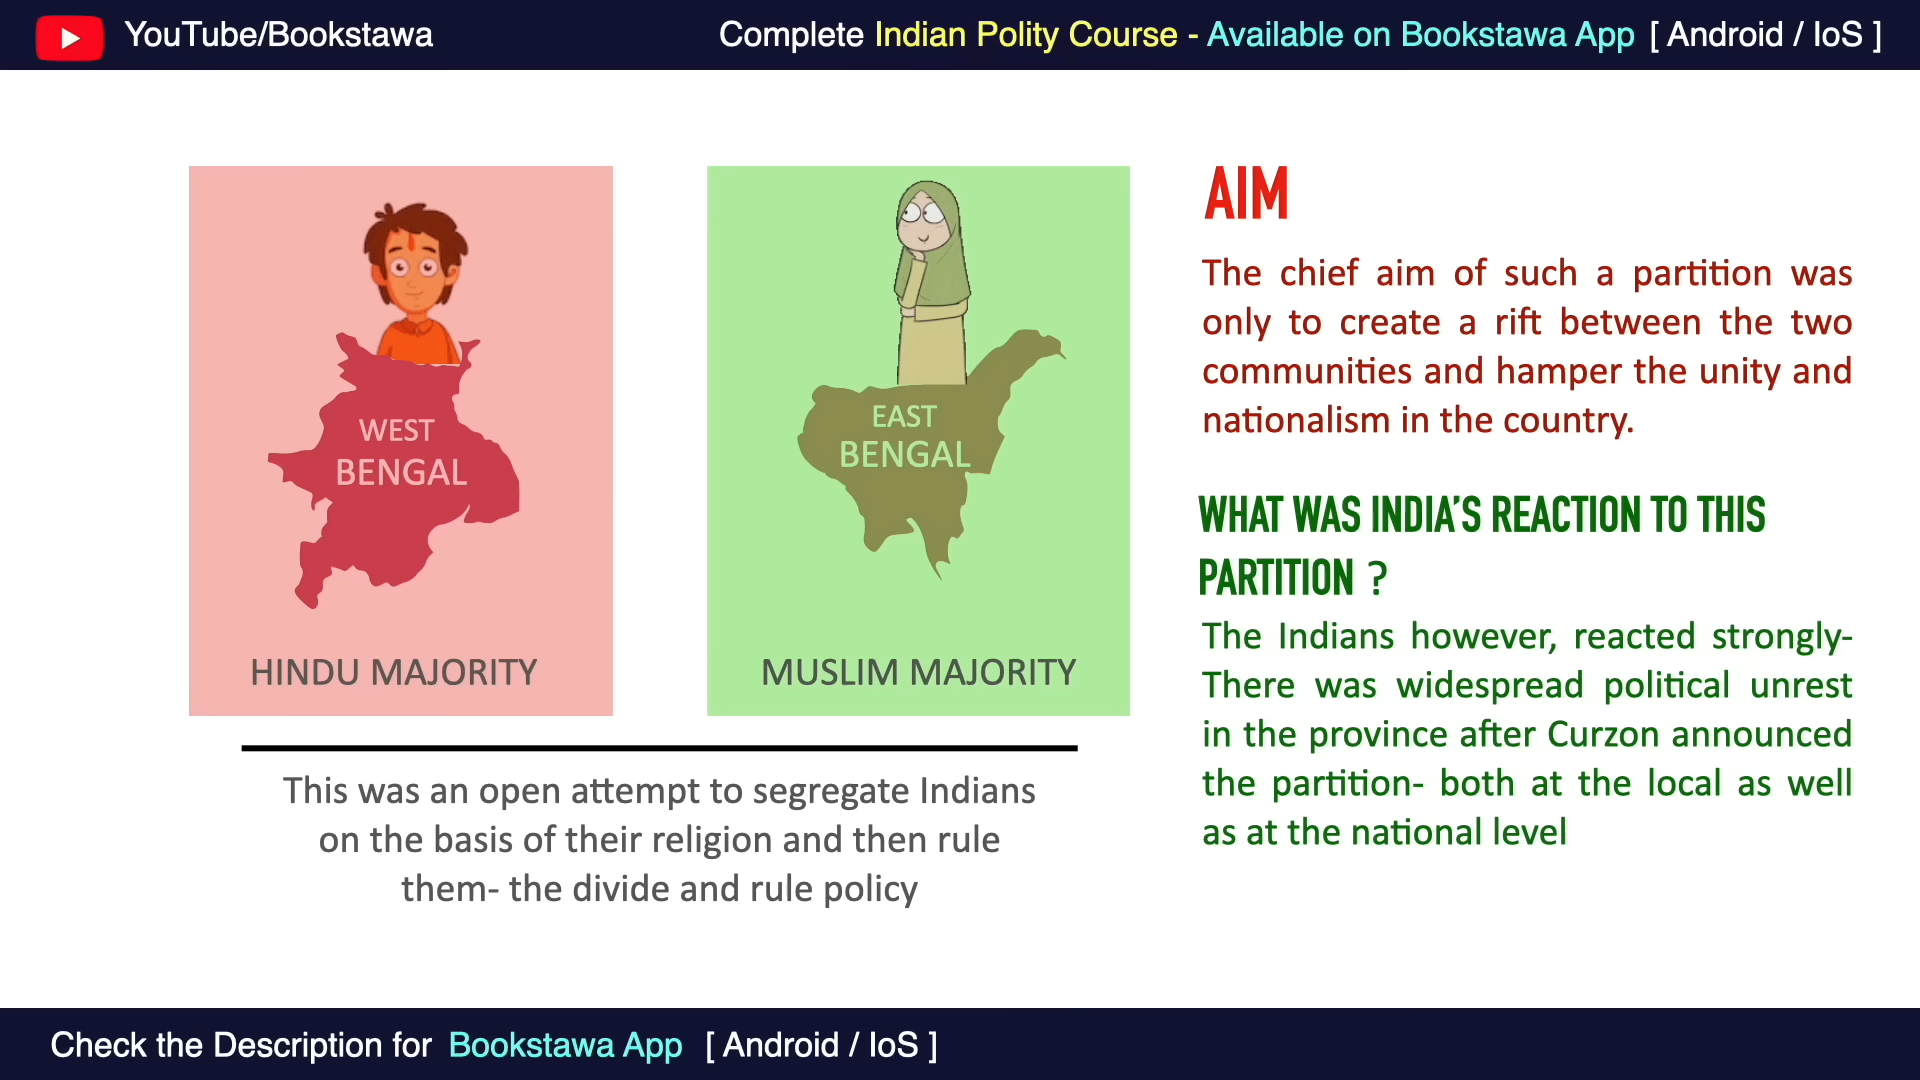 YouTube/Bookstawa
Complete Indian Polity Course - Available on Bookstawa App [ Android / IoS ]
WEST
BENGAL
HINDU MAJORITY
EAST
BENGAL
MUSLIM MAJORITY
This was an open attempt to segregate Indians
on the basis of their religion and then rule
them- the divide and rule policy
AIM
The chief aim of such a partition was
only to create a rift between the two
communities and hamper the unity and
nationalism in the country.
WHAT WAS INDIA'S REACTION TO THIS
PARTITION ?
The Indians however, reacted strongly-
There was widespread political unrest
in the province after Curzon announced
the partition- both at the local as well
as at the national level
Check the Description for Bookstawa App [ Android / IoS ]